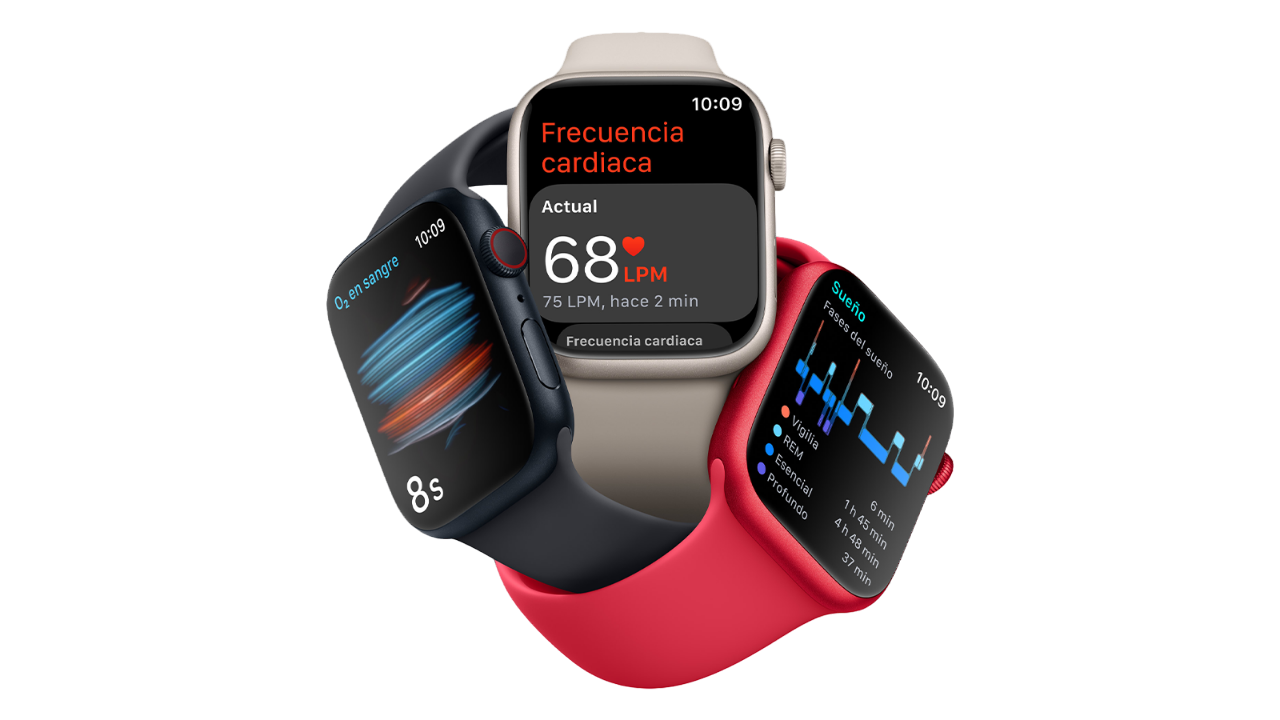 10:09
Frecuencia
cardiaca
Actual
68
LPM
75 LPM, hace 2 min
Frecuencia cardiaca
10:09
O₂ en sangre
8s
Sueño
10:09
Fases del sueño
Vigilia 6 min
REM 1 h 45 min
Esencial 4 h 48 min
Profundo 37 min